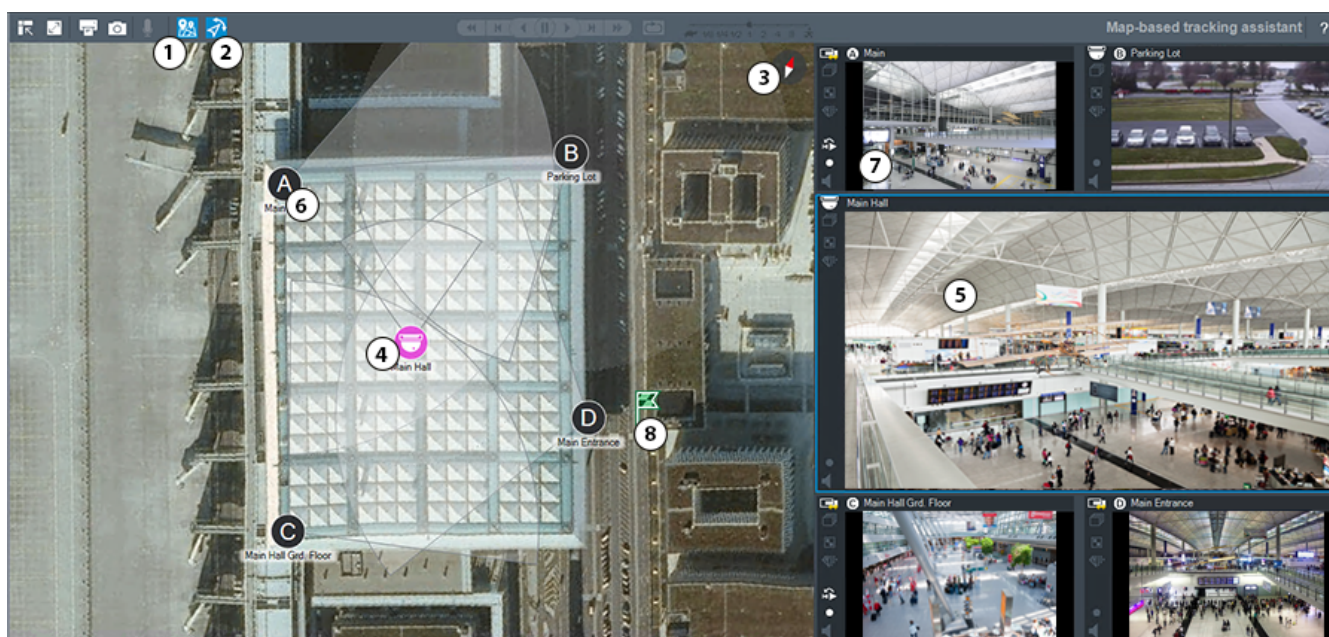 Map-based tracking assistant ?
1
2
3
A Main
B Parking Lot
7
A
B
Parking Lot
Main
6
Main Hall
5
4
Main Hall
8
D
Main Entrance
C
Main Hall Grd. Floor
C Main Hall Grd. Floor
D Main Entrance